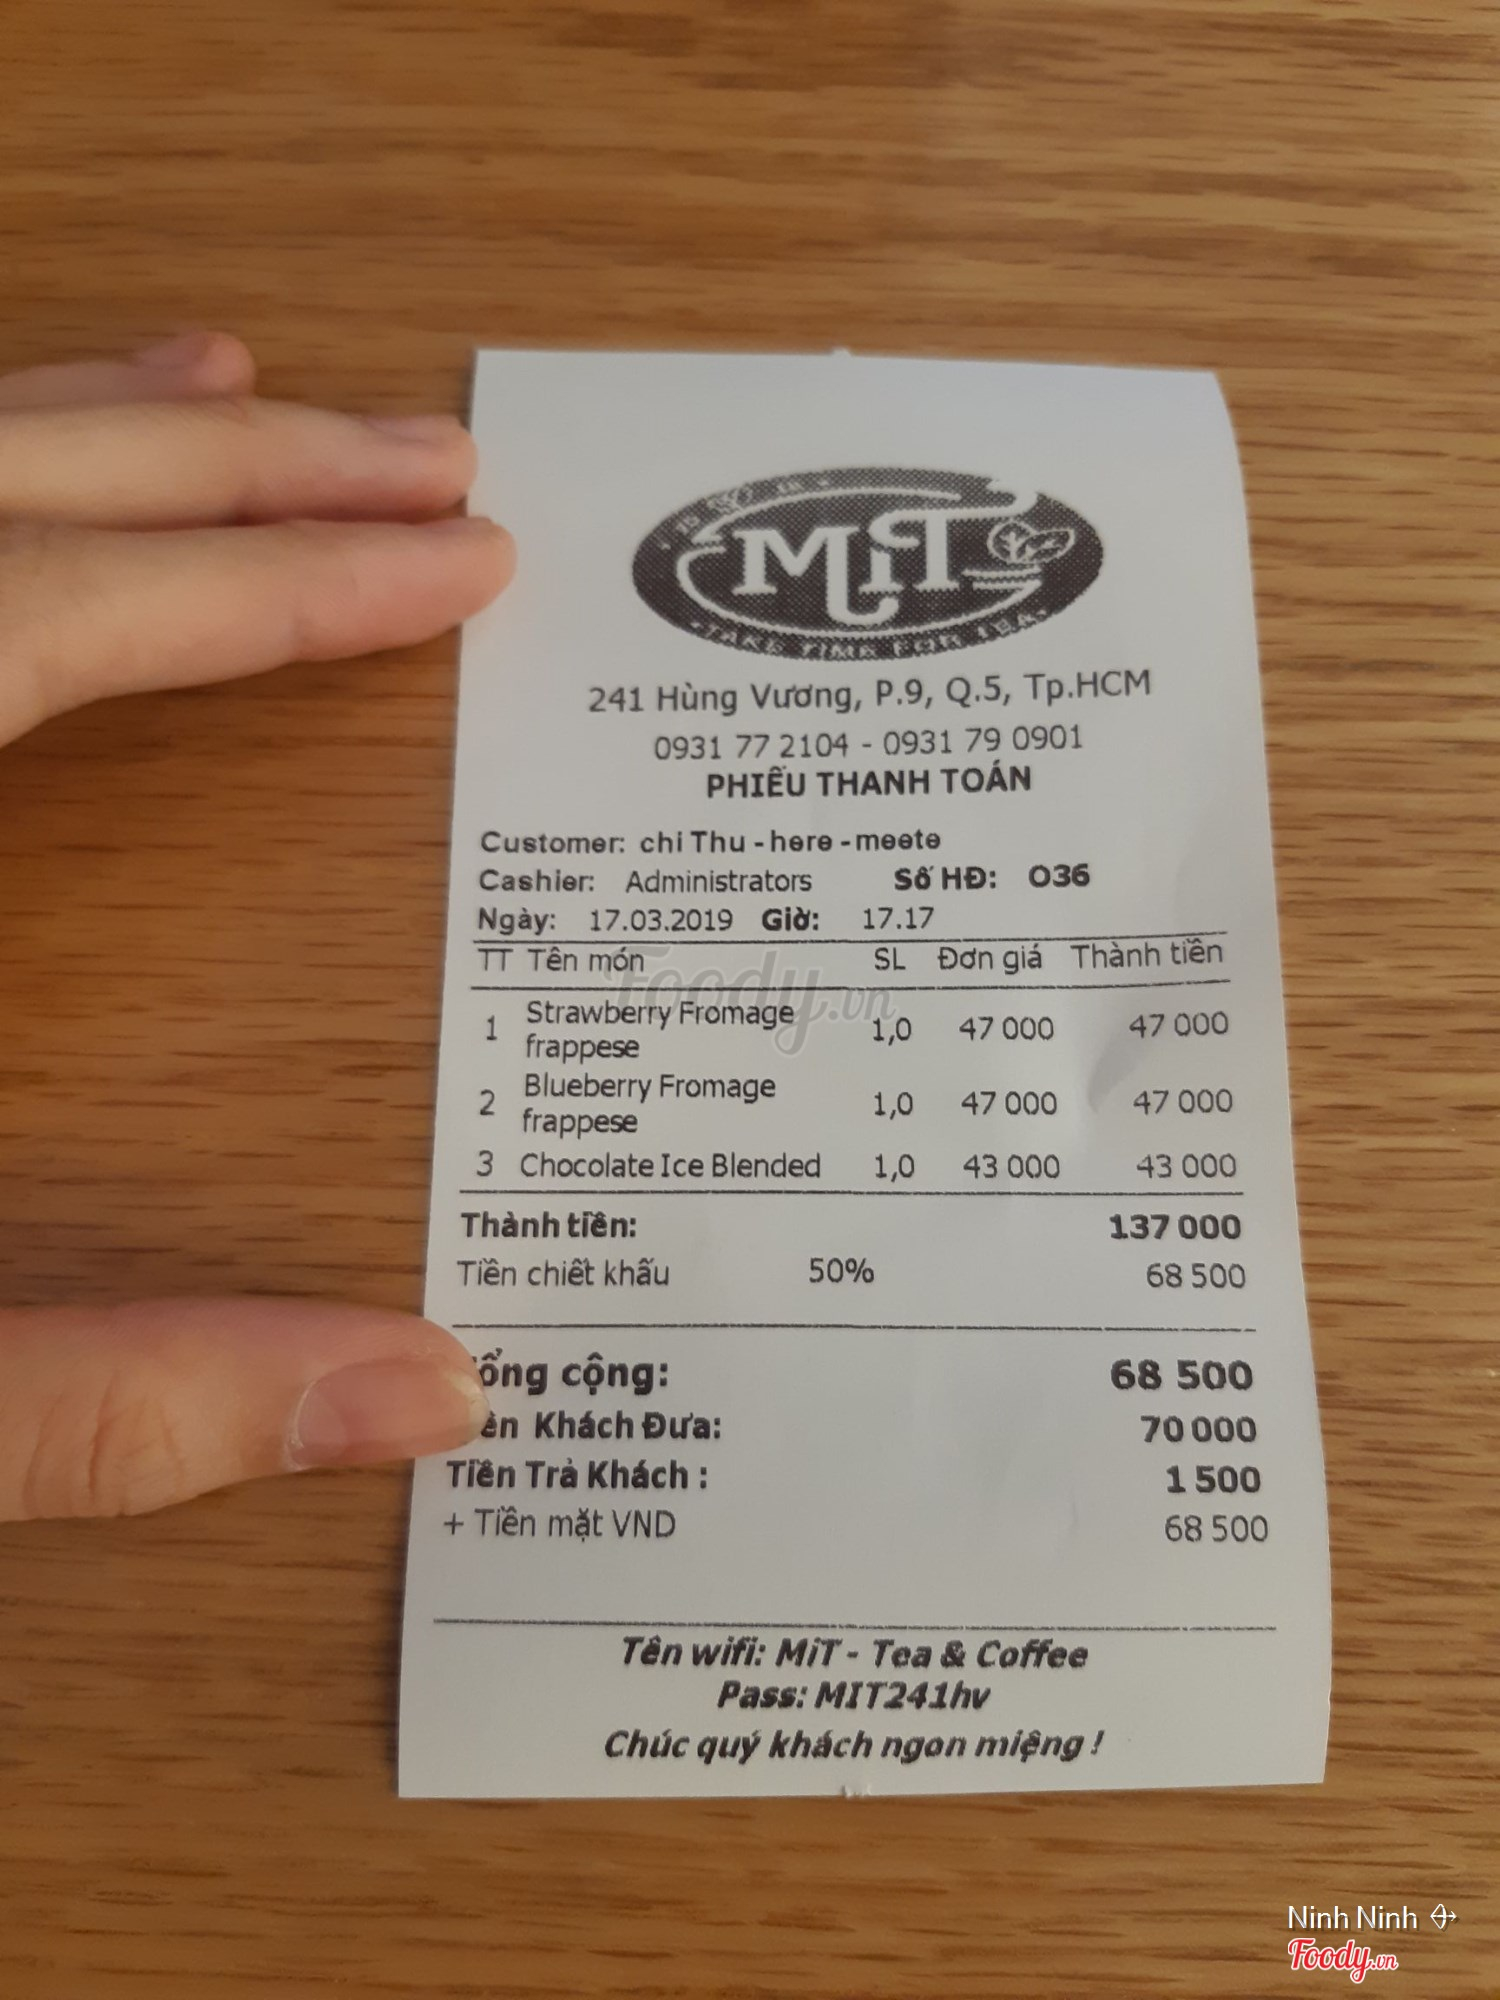 MiT
TAKE TIME FOR TEA
241 Hùng Vương, P.9, Q.5, Tp.HCM
0931 77 2104 - 0931 79 0901
PHIẾU THANH TOÁN
Customer: chi Thu - here - meete
Cashier: Administrators Số HĐ: O36
Ngày: 17.03.2019 Giờ: 17.17
TT Tên món SL Đơn giá Thành tiền
1 Strawberry Fromage frappese 1,0 47 000 47 000
2 Blueberry Fromage frappese 1,0 47 000 47 000
3 Chocolate Ice Blended 1,0 43 000 43 000
Thành tiền: 137 000
Tiền chiết khấu 50% 68 500
ổng cộng: 68 500
ền Khách Đưa: 70 000
Tiền Trả Khách : 1 500
+ Tiền mặt VND 68 500
Tên wifi: MiT - Tea & Coffee
Pass: MIT241hv
Chúc quý khách ngon miệng !
Foody.vn
Ninh Ninh
Foody.vn